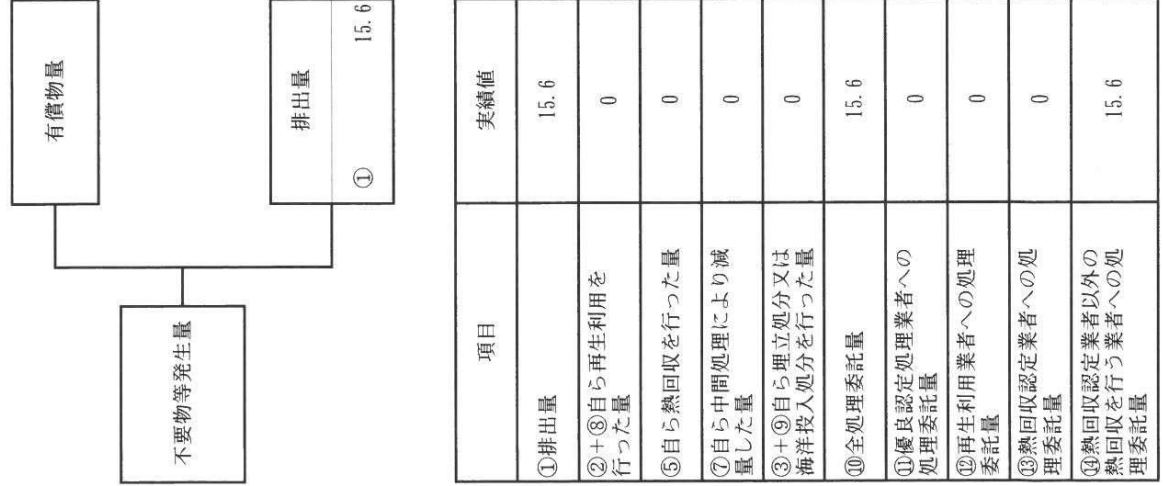 有償物量
不要物等発生量
排出量
① 15.6
項目 実績値
①排出量 15.6
②+⑧自ら再生利用を
行った量 0
⑤自ら熱回収を行った量 0
⑦自ら中間処理により減
量した量 0
③+⑨自ら埋立処分又は
海洋投入処分を行った量 0
⑩全処理委託量 15.6
⑪優良認定処理業者への
処理委託量 0
⑫再生利用業者への処理
委託量 0
⑬熱回収認定業者への処
理委託量 0
⑭熱回収認定業者以外の
熱回収を行う業者への処
理委託量 15.6